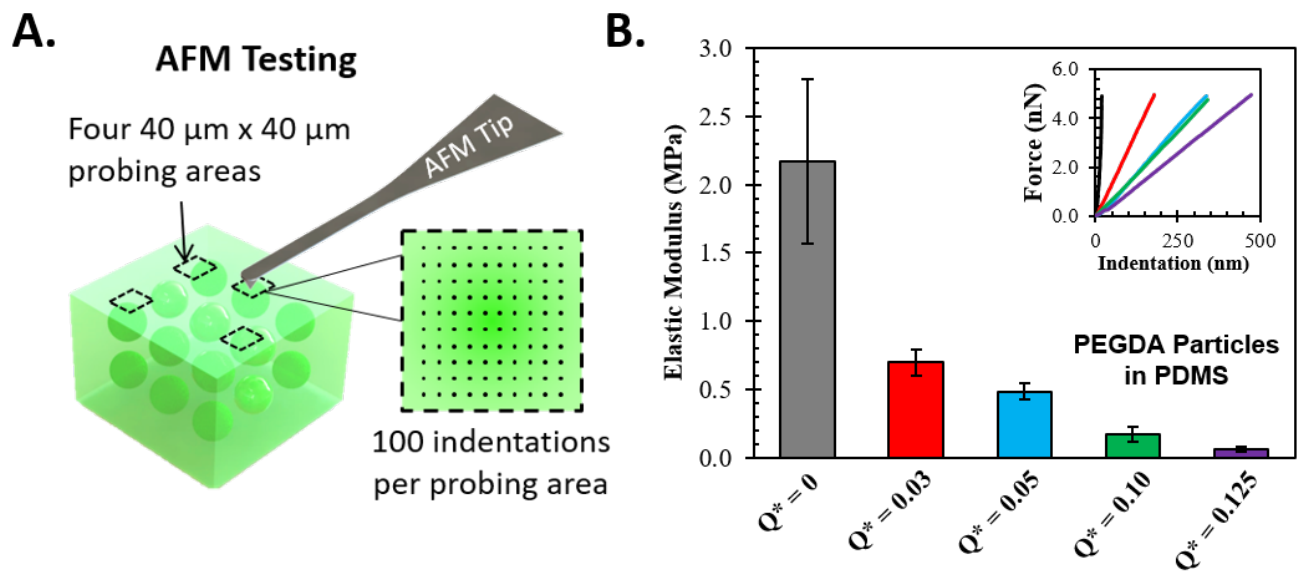 A.
AFM Testing
Four 40 µm x 40 µm
probing areas
AFM Tip
100 indentations
per probing area
B.
Elastic Modulus (MPa)
3.0
2.5
2.0
1.5
1.0
0.5
0.0
Force (nN)
6.0
4.0
2.0
0.0
0
250
500
Indentation (nm)
PEGDA Particles
in PDMS
Q* = 0
Q* = 0.03
Q* = 0.05
Q* = 0.10
Q* = 0.125